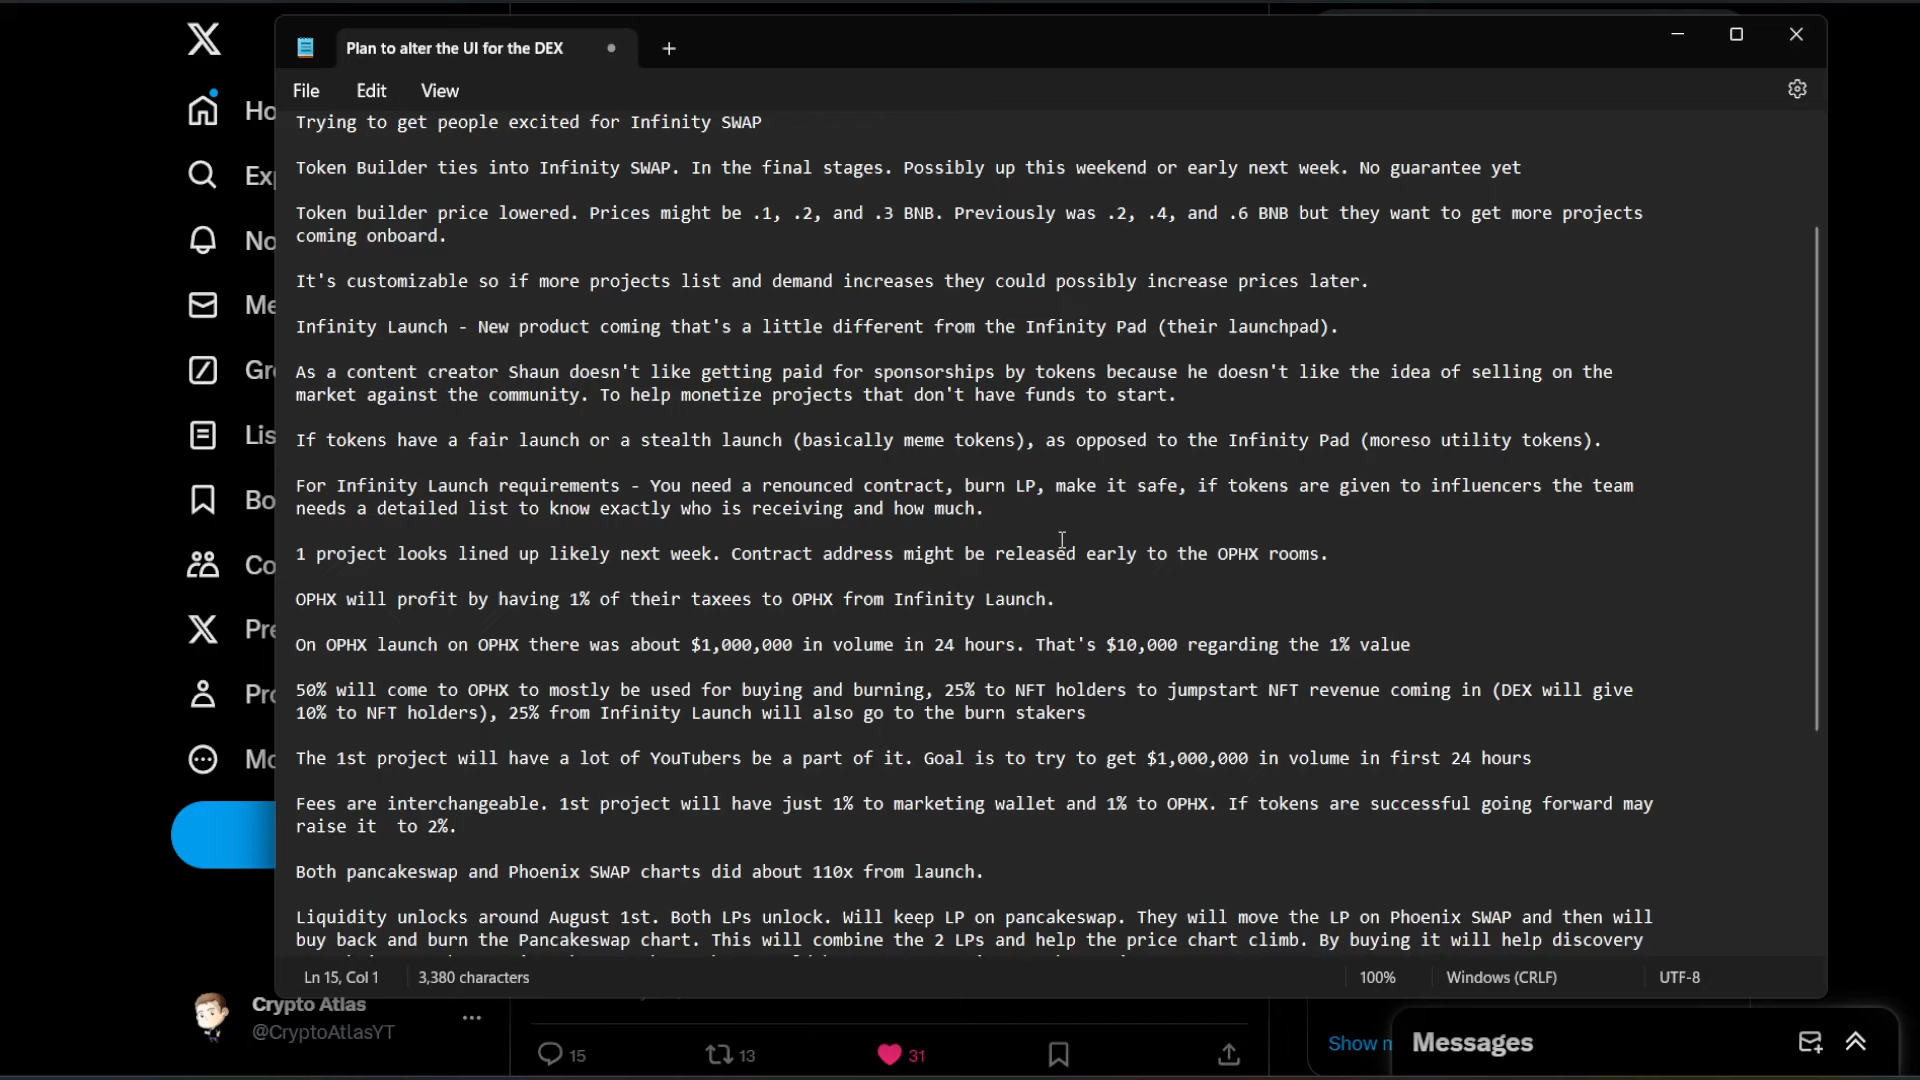 Plan to alter the UI for the DEX
File Edit View
Trying to get people excited for Infinity SWAP
Token Builder ties into Infinity SWAP. In the final stages. Possibly up this weekend or early next week. No guarantee yet
Token builder price lowered. Prices might be .1, .2, and .3 BNB. Previously was .2, .4, and .6 BNB but they want to get more projects
coming onboard.
It's customizable so if more projects list and demand increases they could possibly increase prices later.
Infinity Launch - New product coming that's a little different from the Infinity Pad (their launchpad).
As a content creator Shaun doesn't like getting paid for sponsorships by tokens because he doesn't like the idea of selling on the
market against the community. To help monetize projects that don't have funds to start.
If tokens have a fair launch or a stealth launch (basically meme tokens), as opposed to the Infinity Pad (moreso utility tokens).
For Infinity Launch requirements - You need a renounced contract, burn LP, make it safe, if tokens are given to influencers the team
needs a detailed list to know exactly who is receiving and how much.
1 project looks lined up likely next week. Contract address might be released early to the OPHX rooms.
OPHX will profit by having 1% of their taxees to OPHX from Infinity Launch.
On OPHX launch on OPHX there was about $1,000,000 in volume in 24 hours. That's $10,000 regarding the 1% value
50% will come to OPHX to mostly be used for buying and burning, 25% to NFT holders to jumpstart NFT revenue coming in (DEX will give
10% to NFT holders), 25% from Infinity Launch will also go to the burn stakers
The 1st project will have a lot of YouTubers be a part of it. Goal is to try to get $1,000,000 in volume in first 24 hours
Fees are interchangeable. 1st project will have just 1% to marketing wallet and 1% to OPHX. If tokens are successful going forward may
raise it  to 2%.
Both pancakeswap and Phoenix SWAP charts did about 110x from launch.
Liquidity unlocks around August 1st. Both LPs unlock. Will keep LP on pancakeswap. They will move the LP on Phoenix SWAP and then will
buy back and burn the Pancakeswap chart. This will combine the 2 LPs and help the price chart climb. By buying it will help discovery
Ln 15, Col 1 3,380 characters 100% Windows (CRLF) UTF-8
Ho
Exp
No
Me
Gr
Lis
Bo
Co
Pre
Pro
Mo
Crypto Atlas
@CryptoAtlasYT
15 13 31
Show
Messages